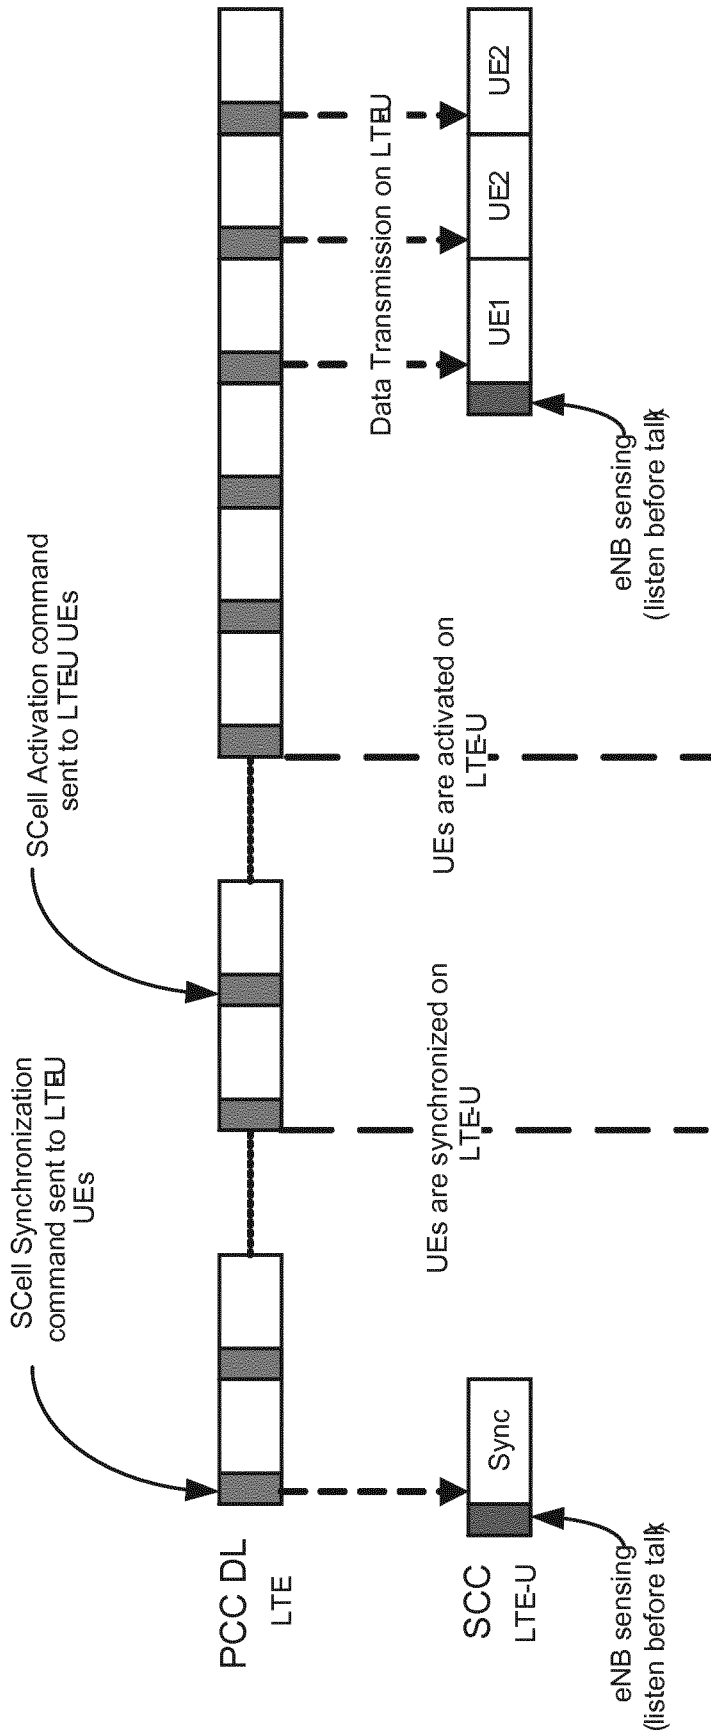 SCell Synchronization
command sent to LTE-U
UEs
SCell Activation command
sent to LTE-U UEs
PCC DL
LTE
UEs are synchronized on
LTE-U
UEs are activated on
LTE-U
Data Transmission on LTE-U
SCC
LTE-U
Sync
UE1
UE2
UE2
eNB sensing
(listen before talk)
eNB sensing
(listen before talk)